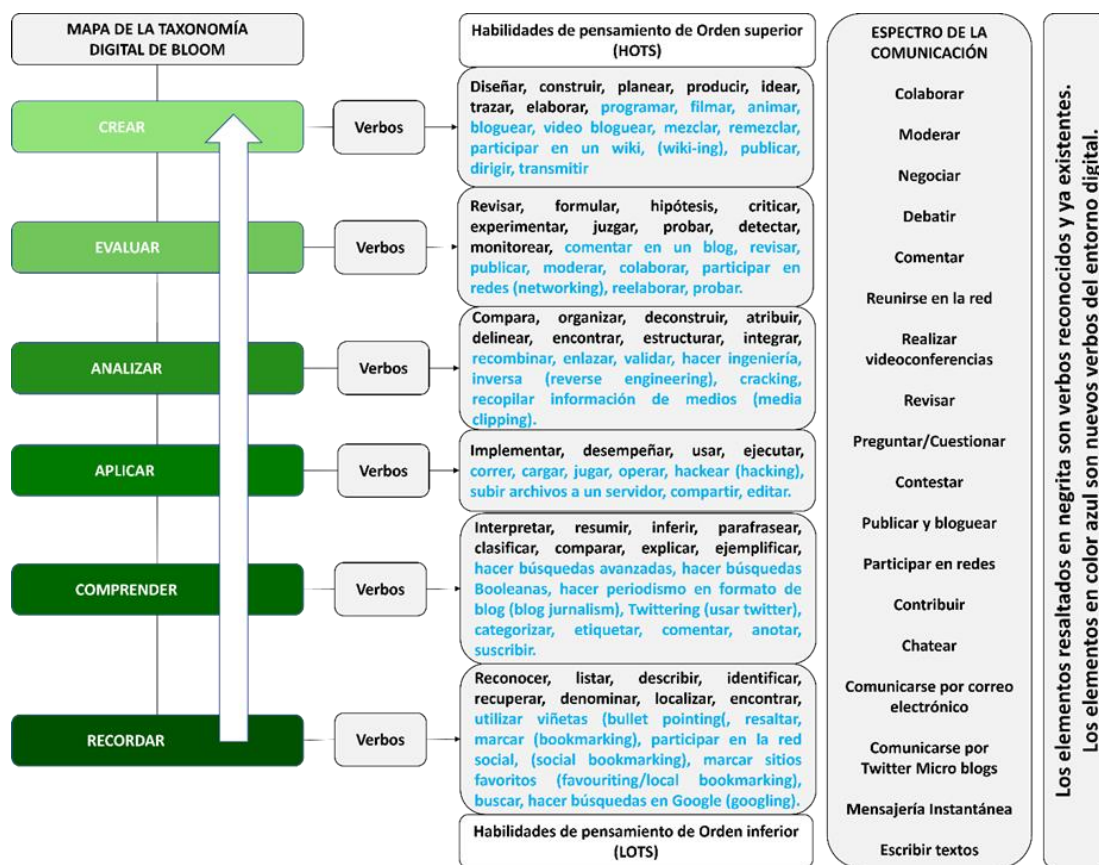 MAPA DE LA TAXONOMÍA
DIGITAL DE BLOOM
Habilidades de pensamiento de Orden superior
(HOTS)
CREAR
Verbos
Diseñar, construir, planear, producir, idear,
trazar, elaborar, programar, filmar, animar,
bloguear, video bloguear, mezclar, remezclar,
participar en un wiki, (wiki-ing), publicar,
dirigir, transmitir
EVALUAR
Verbos
Revisar, formular, hipótesis, criticar,
experimentar, juzgar, probar, detectar,
monitorear, comentar en un blog, revisar,
publicar, moderar, colaborar, participar en
redes (networking), reelaborar, probar.
ANALIZAR
Verbos
Compara, organizar, deconstruir, atribuir,
delinear, encontrar, estructurar, integrar,
recombinar, enlazar, validar, hacer ingeniería,
inversa (reverse engineering), cracking,
recopilar información de medios (media
clipping).
APLICAR
Verbos
Implementar, desempeñar, usar, ejecutar,
correr, cargar, jugar, operar, hackear (hacking),
subir archivos a un servidor, compartir, editar.
COMPRENDER
Verbos
Interpretar, resumir, inferir, parafrasear,
clasificar, comparar, explicar, ejemplificar,
hacer búsquedas avanzadas, hacer búsquedas
Booleanas, hacer periodismo en formato de
blog (blog journalism), Twittering (usar twitter),
categorizar, etiquetar, comentar, anotar,
suscribir.
RECORDAR
Verbos
Reconocer, listar, describir, identificar,
recuperar, denominar, localizar, encontrar,
utilizar viñetas (bullet pointing(, resaltar,
marcar (bookmarking), participar en la red
social, (social bookmarking), marcar sitios
favoritos (favouriting/local bookmarking),
buscar, hacer búsquedas en Google (googling).
Habilidades de pensamiento de Orden inferior
(LOTS)
ESPECTRO DE LA
COMUNICACIÓN
Colaborar
Moderar
Negociar
Debatir
Comentar
Reunirse en la red
Realizar
videoconferencias
Revisar
Preguntar/Cuestionar
Contestar
Publicar y bloguear
Participar en redes
Contribuir
Chatear
Comunicarse por correo
electrónico
Comunicarse por
Twitter Micro blogs
Mensajería Instantánea
Escribir textos
Los elementos resaltados en negrita son verbos reconocidos y ya existentes.
Los elementos en color azul son nuevos verbos del entorno digital.